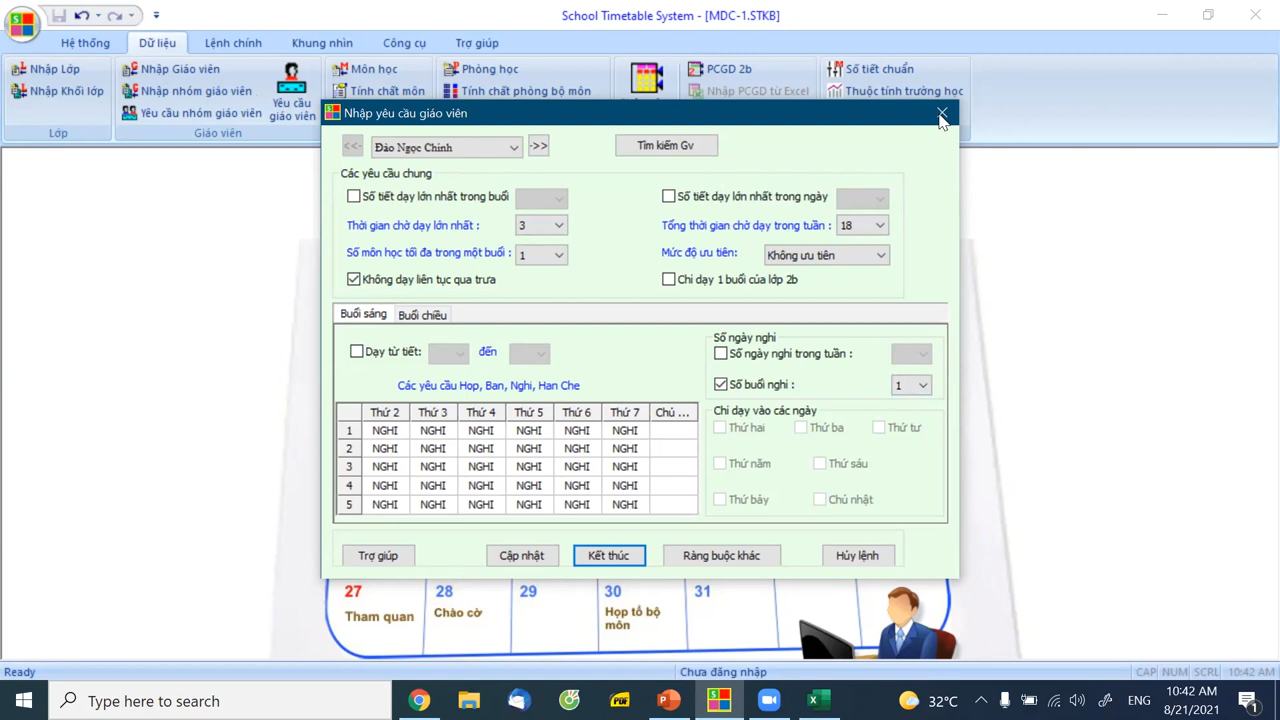 School Timetable System - [MDC-1.STKB]
Hệ thống Dữ liệu Lệnh chính Khung nhìn Công cụ Trợ giúp
Nhập Lớp Nhập Giáo viên Môn học Phòng học PCGD 2b Số tiết chuẩn
Nhập Khối lớp Nhập nhóm giáo viên Yêu cầu giáo viên Tính chất môn Tính chất phòng bộ môn Nhập PCGD từ Excel Thuộc tính trường học
Yêu cầu nhóm giáo viên
Lớp Giáo viên
Nhập yêu cầu giáo viên
<<- Đào Ngọc Chinh ->> Tìm kiếm Gv
Các yêu cầu chung
Số tiết dạy lớn nhất trong buổi Số tiết dạy lớn nhất trong ngày
Thời gian chờ dạy lớn nhất : 3 Tổng thời gian chờ dạy trong tuần : 18
Số môn học tối đa trong một buổi : 1 Mức độ ưu tiên: Không ưu tiên
Không dạy liên tục qua trưa Chỉ dạy 1 buổi của lớp 2b
Buổi sáng Buổi chiều
Số ngày nghỉ
Dạy từ tiết: đến Số ngày nghỉ trong tuần :
Các yêu cầu Hop, Ban, Nghi, Han Che Số buổi nghỉ : 1
Thứ 2 Thứ 3 Thứ 4 Thứ 5 Thứ 6 Thứ 7 Chủ ... Chỉ dạy vào các ngày
1 NGHI NGHI NGHI NGHI NGHI NGHI Thứ hai Thứ ba Thứ tư
2 NGHI NGHI NGHI NGHI NGHI NGHI
3 NGHI NGHI NGHI NGHI NGHI NGHI Thứ năm Thứ sáu
4 NGHI NGHI NGHI NGHI NGHI NGHI
5 NGHI NGHI NGHI NGHI NGHI NGHI Thứ bảy Chủ nhật
Trợ giúp Cập nhật Kết thúc Ràng buộc khác Hủy lệnh
27 28 29 30 31
Tham quan Chào cờ Họp tổ bộ
môn
Ready Chưa đăng nhập CAP NUM SCRL 10:42 AM
Type here to search PDF 32°C ENG 10:42 AM
8/21/2021 1